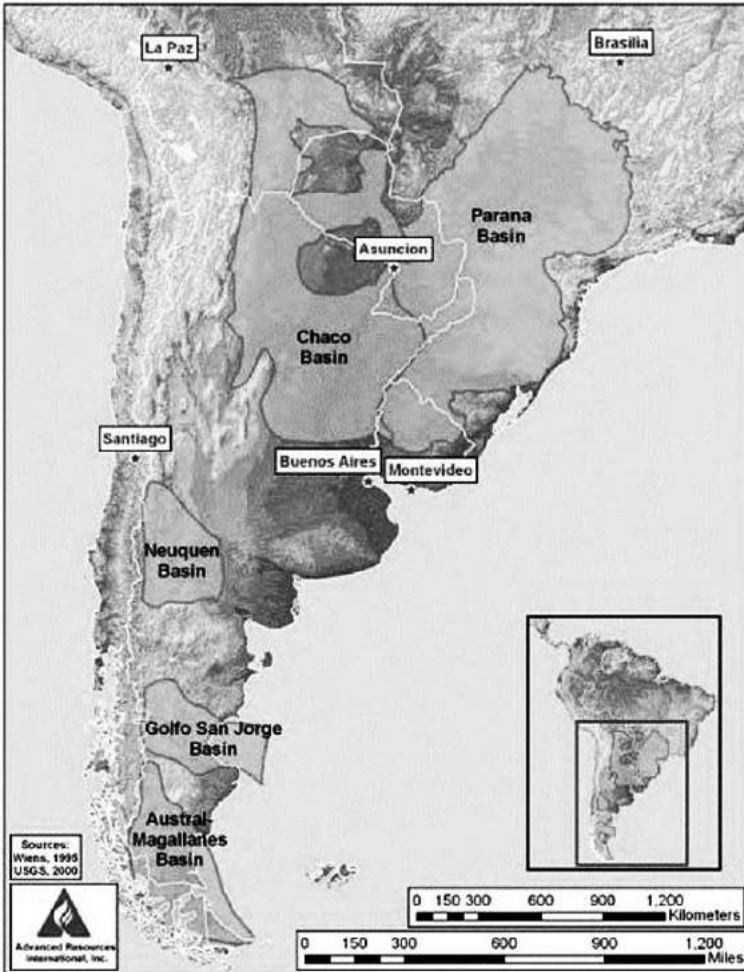 La Paz
Brasilia
Parana
Basin
Asuncion
Chaco
Basin
Santiago
Buenos Aires
Montevideo
Neuquen
Basin
Golfo San Jorge
Basin
Austral-
Magallanes
Basin
Sources:
Wiens, 1995
USGS, 2000
Advanced Resources
International, Inc.
0 150 300 600 900 1,200
Kilometers
0 150 300 600 900 1,200
Miles